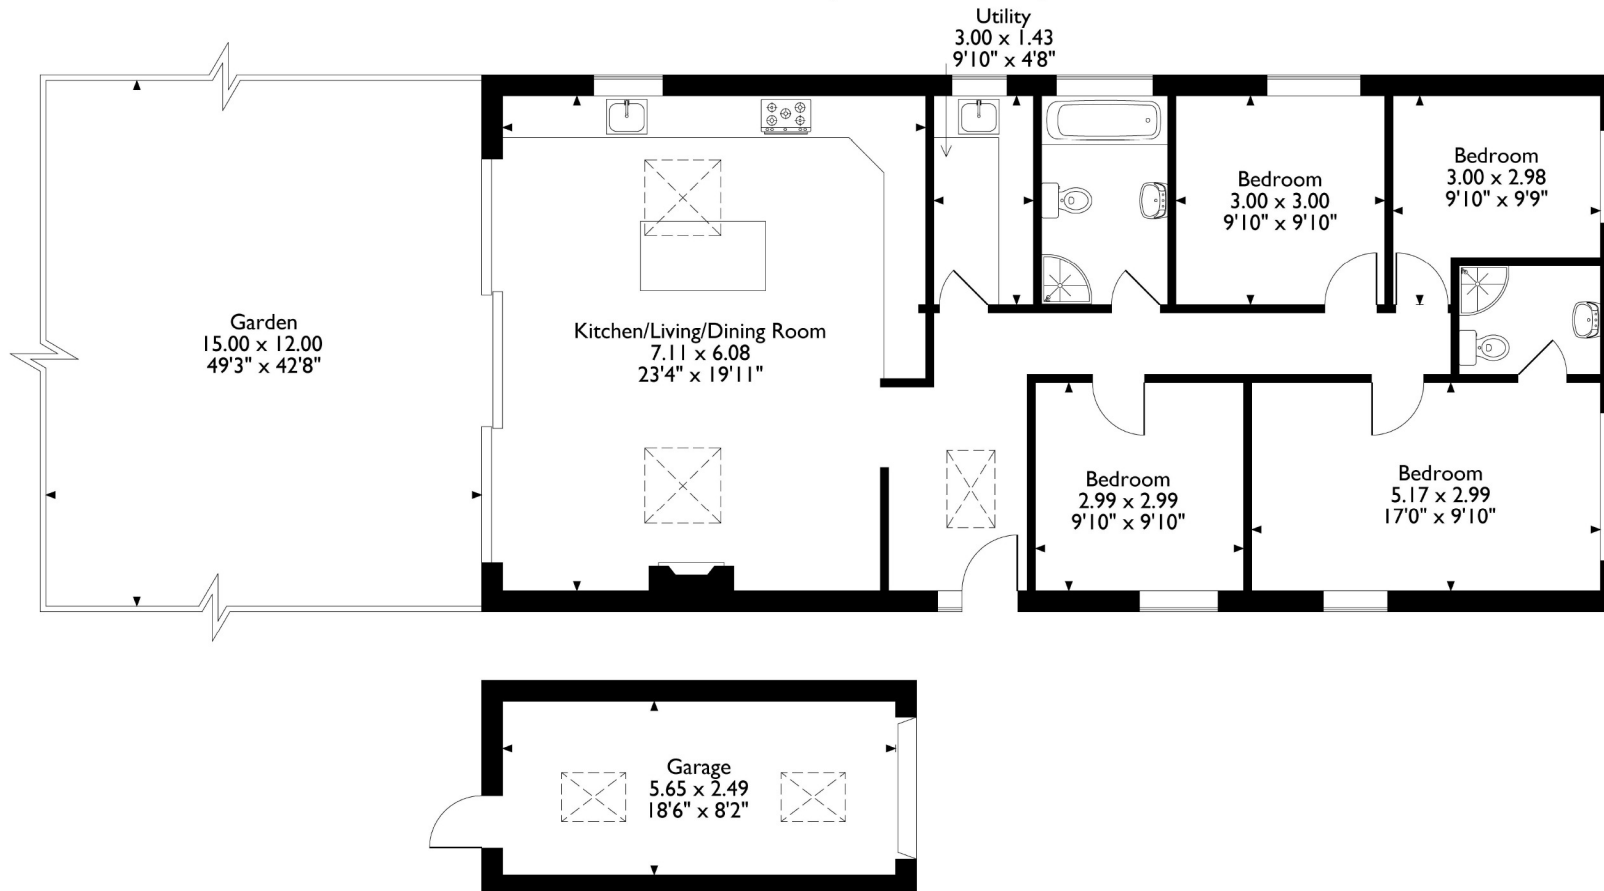 Utility
3.00 x 1.43
9'10" x 4'8"
Bedroom
3.00 x 3.00
9'10" x 9'10"
Bedroom
3.00 x 2.98
9'10" x 9'9"
Garden
15.00 x 12.00
49'3" x 42'8"
Kitchen/Living/Dining Room
7.11 x 6.08
23'4" x 19'11"
Bedroom
2.99 x 2.99
9'10" x 9'10"
Bedroom
5.17 x 2.99
17'0" x 9'10"
Garage
5.65 x 2.49
18'6" x 8'2"